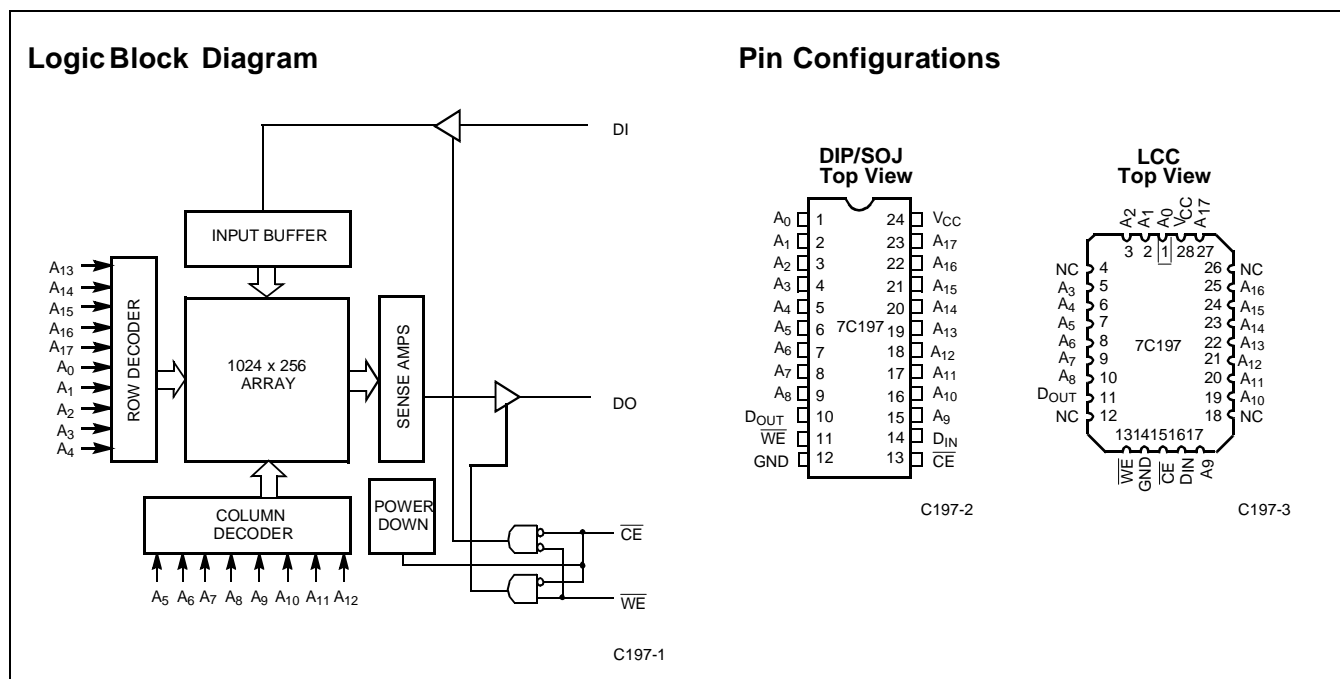 Logic Block Diagram
DI
INPUT BUFFER
A13
A14
A15
A16
A17
A0
A1
A2
A3
A4
ROW DECODER
1024 x 256
ARRAY
SENSE AMPS
DO
COLUMN
DECODER
POWER
DOWN
CE
WE
A5 A6 A7 A8 A9 A10 A11 A12
C197-1
Pin Configurations
DIP/SOJ
Top View
A0 1 24 VCC
A1 2 23 A17
A2 3 22 A16
A3 4 21 A15
A4 5 20 A14
A5 6 7C197 19 A13
A6 7 18 A12
A7 8 17 A11
A8 9 16 A10
DOUT 10 15 A9
WE 11 14 DIN
GND 12 13 CE
C197-2
LCC
Top View
A2 A1 A0 VCC A17
3 2 1 28 27
NC 4 26 NC
A3 5 25 A16
A4 6 24 A15
A5 7 23 A14
A6 8 7C197 22 A13
A7 9 21 A12
A8 10 20 A11
DOUT 11 19 A10
NC 12 18 NC
13 14 15 16 17
WE GND CE DIN A9
C197-3